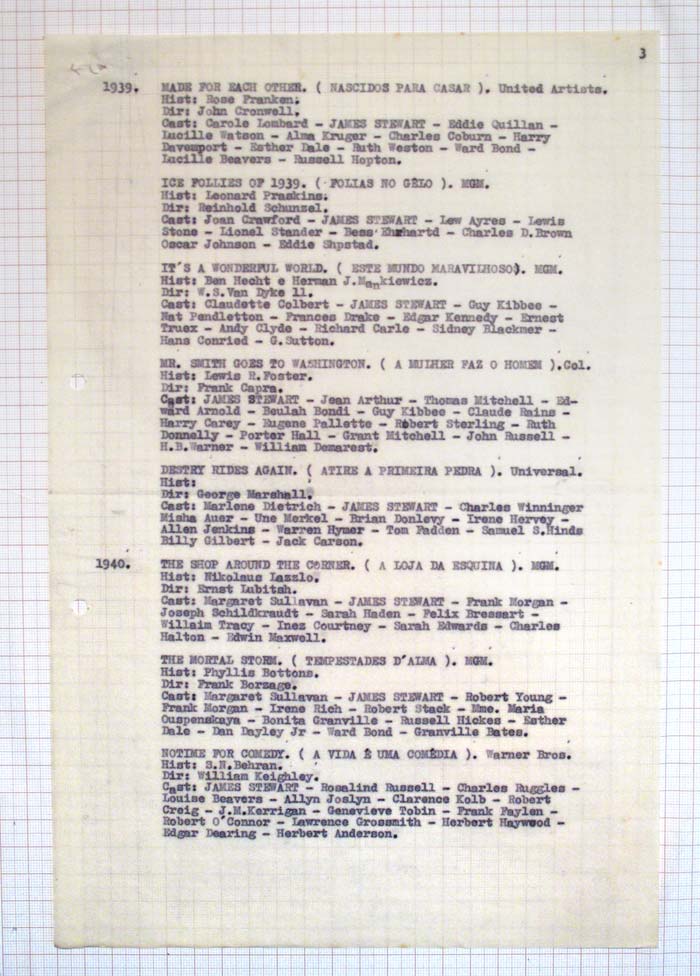 3
1939. MADE FOR EACH OTHER. ( NASCIDOS PARA CASAR ). United Artists.
Hist: Rose Franken.
Dir: John Cronwell.
Cast: Carole Lombard - JAMES STEWART - Eddie Quillan -
Lucille Watson - Alma Kruger - Charles Coburn - Harry
Davemport - Esther Dale - Ruth Weston - Ward Bond -
Lucille Beavers - Russell Hopton.
ICE FOLLIES OF 1939. ( FOLIAS NO GÊLO ). MGM.
Hist: Leonard Praskins.
Dir: Reinhold Schunzel.
Cast: Joan Crawford - JAMES STEWART - Lew Ayres - Lewis
Stone - Lionel Stander - Bess Ehrhartd - Charles D.Brown
Oscar Johnson - Eddie Shpstad.
IT'S A WONDERFUL WORLD. ( ESTE MUNDO MARAVILHOSO). MGM.
Hist: Ben Hecht e Herman J.Mankiewicz.
Dir: W.S.Van Dyke ll.
Cast: Claudette Colbert - JAMES STEWART - Guy Kibbee -
Nat Pendletton - Frances Drake - Edgar Kennedy - Ernest
Truex - Andy Clyde - Richard Carle - Sidney Blackmer -
Hans Conried - G.Sutton.
MR. SMITH GOES TO WASHINGTON. ( A MULHER FAZ O HOMEM ).Col.
Hist: Lewis R.Foster.
Dir: Frank Capra.
Cast: JAMES STEWART - Jean Arthur - Thomas Mitchell - Ed-
ward Arnold - Beulah Bondi - Guy Kibbee - Claude Rains -
Harry Carey - Eugene Pallette - Robert Sterling - Ruth
Donnelly - Porter Hall - Grant Mitchell - John Russell -
H.B.Warner - William Demarest.
DESTRY RIDES AGAIN. ( ATIRE A PRIMEIRA PEDRA ). Universal.
Hist:
Dir: George Marshall.
Cast: Marlene Dietrich - JAMES STEWART - Charles Winninger
Misha Auer - Une Merkel - Brian Donlevy - Irene Hervey -
Allen Jenkins - Warren Hymer - Tom Fadden - Samuel S.Hinds
Billy Gilbert - Jack Carson.
1940. THE SHOP AROUND THE CORNER. ( A LOJA DA ESQUINA ). MGM.
Hist: Nikolaus Lazzlo.
Dir: Ernst Lubitsh.
Cast: Margaret Sullavan - JAMES STEWART - Frank Morgan -
Joseph Schildkraudt - Sarah Haden - Felix Bressart -
Willaim Tracy - Inez Courtney - Sarah Edwards - Charles
Halton - Edwin Maxwell.
THE MORTAL STORM. ( TEMPESTADES D'ALMA ). MGM.
Hist: Phyllis Bottons.
Dir: Frank Borzage.
Cast: Margaret Sullavan - JAMES STEWART - Robert Young -
Frank Morgan - Irene Rich - Robert Stack - Mme. Maria
Ouspenskaya - Bonita Granville - Russell Hickes - Esther
Dale - Dan Dayley Jr - Ward Bond - Granville Bates.
NOTIME FOR COMEDY. ( A VIDA É UMA COMÉDIA ). Warner Bros.
Hist: S.N.Behran.
Dir: William Keighley.
Cast: JAMES STEWART - Rosalind Russell - Charles Ruggles -
Louise Beavers - Allyn Joslyn - Clarence Kolb - Robert
Creig - J.M.Kerrigan - Genevieve Tobin - Frank Faylen -
Robert O'Connor - Lawrence Grossmith - Herbert Haywood -
Edgar Dearing - Herbert Anderson.